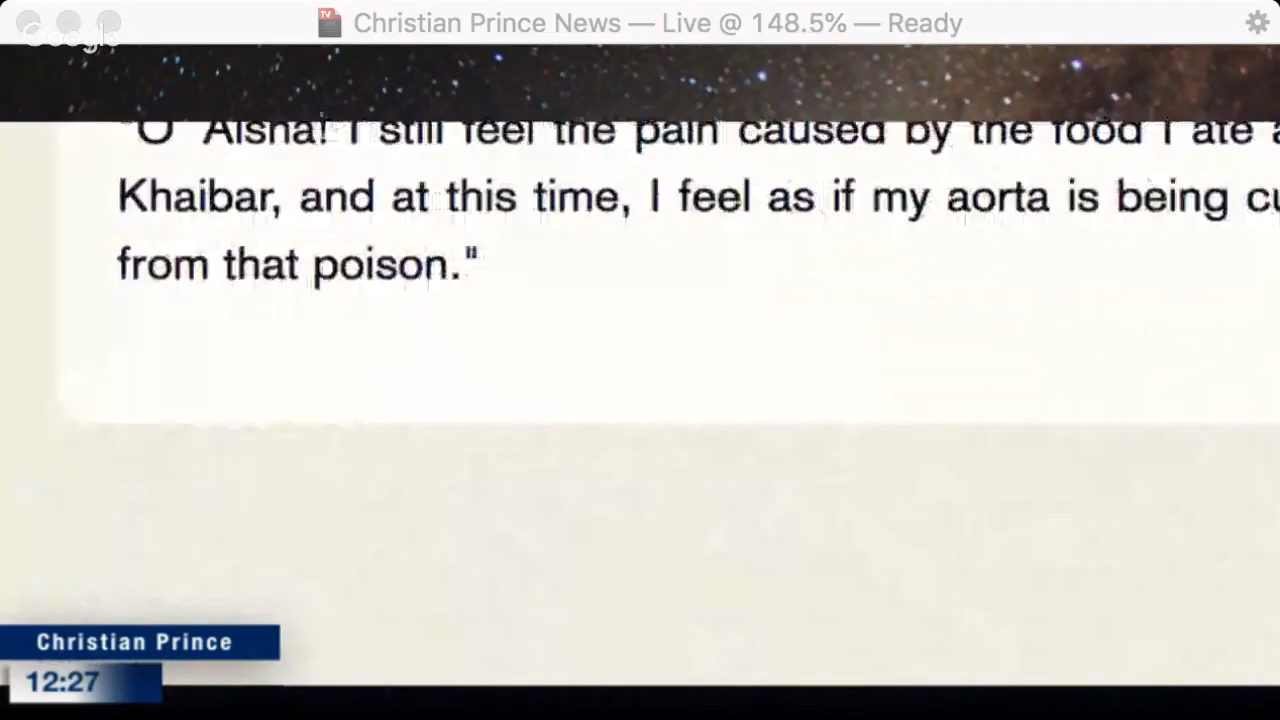 Christian Prince News — Live @ 148.5% — Ready
Google
"O 'Aisha! I still feel the pain caused by the food I ate
Khaibar, and at this time, I feel as if my aorta is being
from that poison."
Christian Prince
12:27